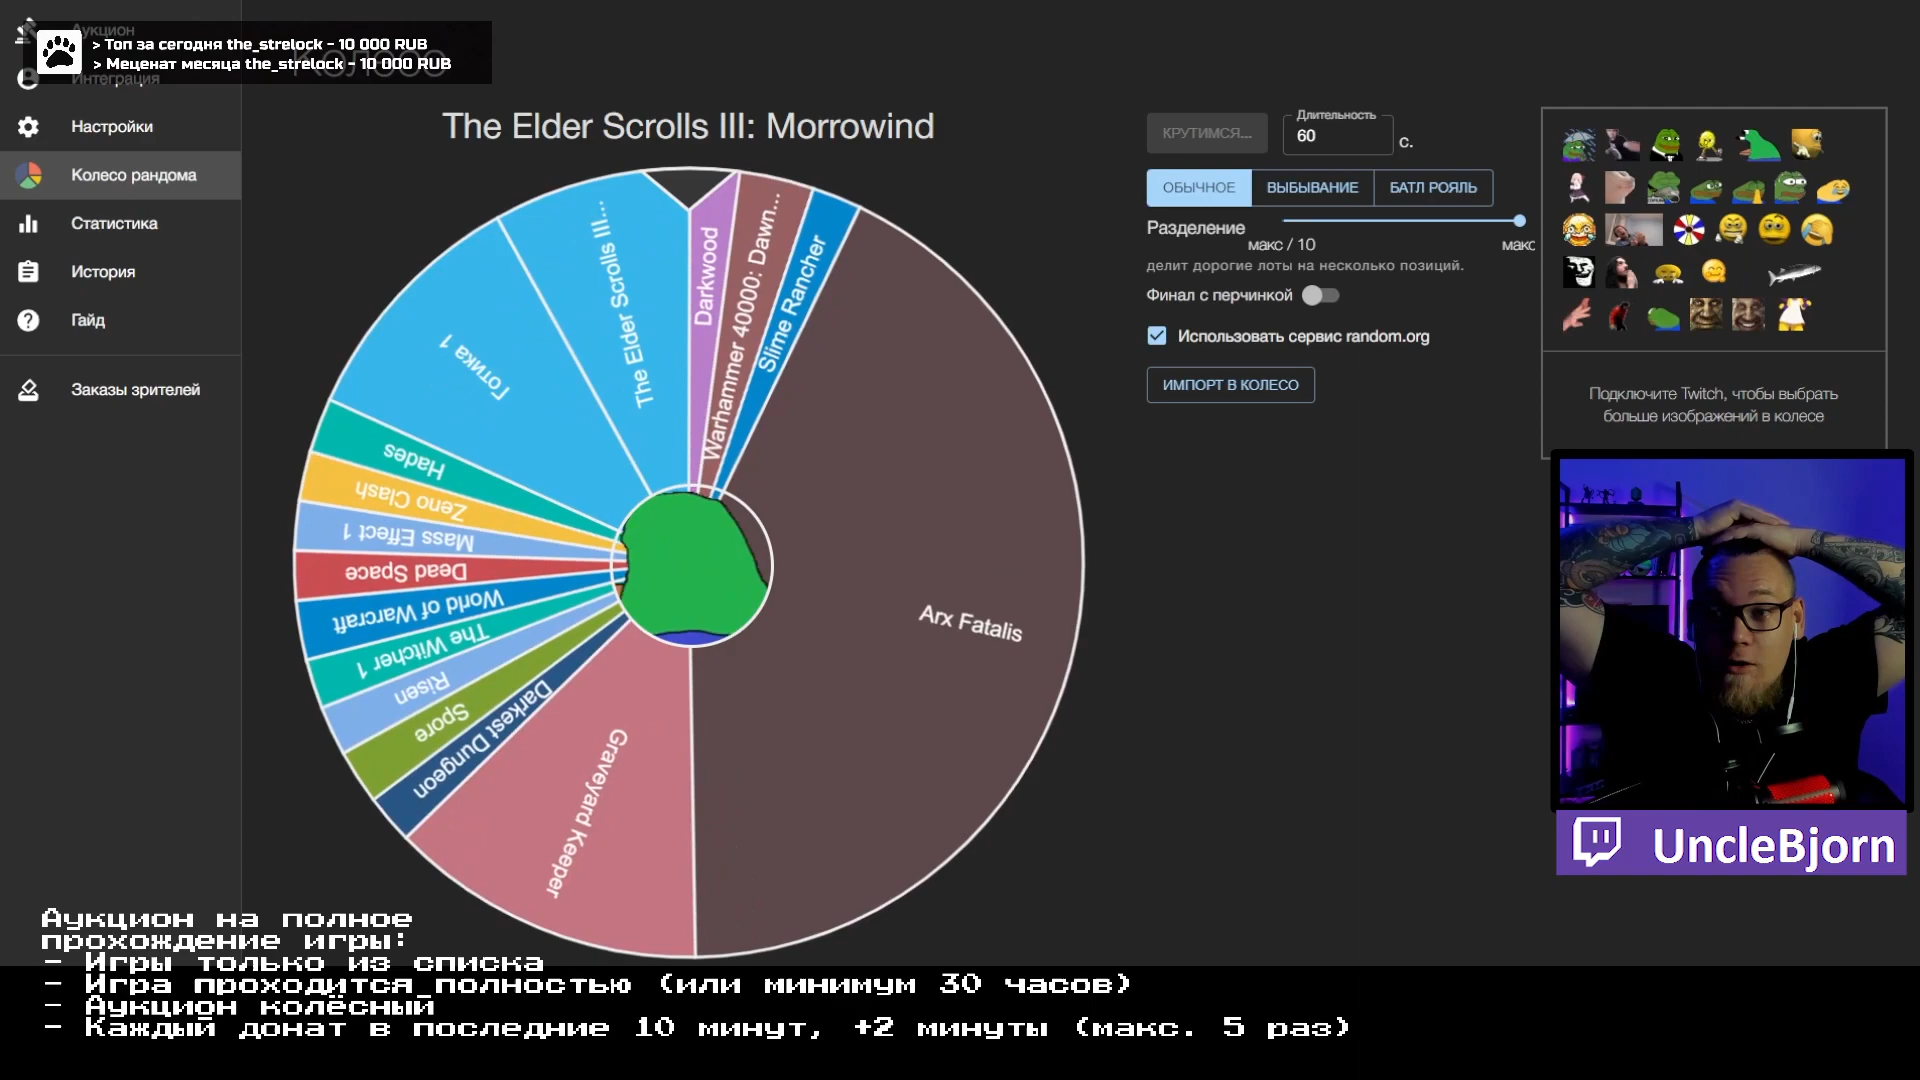 Аукцион
> Топ за сегодня the_strelock - 10 000 RUB
> Меценат месяца the_strelock - 10 000 RUB
Колесо
Интеграция
Настройки
Колесо рандома
Статистика
История
Гайд
Заказы зрителей
The Elder Scrolls III: Morrowind
Darkwood
Warhammer 40000: Dawn...
Slime Rancher
Arx Fatalis
Graveyard Keeper
Darkest Dungeon
Spore
Risen
The Witcher 1
World of Warcraft
Dead Space
Mass Effect 1
Zeno Clash
Hades
Готика 1
The Elder Scrolls III...
КРУТИМСЯ...
Длительность
60
с.
ОБЫЧНОЕ
ВЫБЫВАНИЕ
БАТЛ РОЯЛЬ
Разделение
макс / 10
макс
делит дорогие лоты на несколько позиций.
Финал с перчинкой
Использовать сервис random.org
ИМПОРТ В КОЛЕСО
Подключите Twitch, чтобы выбрать
больше изображений в колесе
UncleBjorn
Аукцион на полное
прохождение игры:
- Игры только из списка
- Игра проходится полностью (или минимум 30 часов)
- Аукцион колёсный
- Каждый донат в последние 10 минут, +2 минуты (макс. 5 раз)